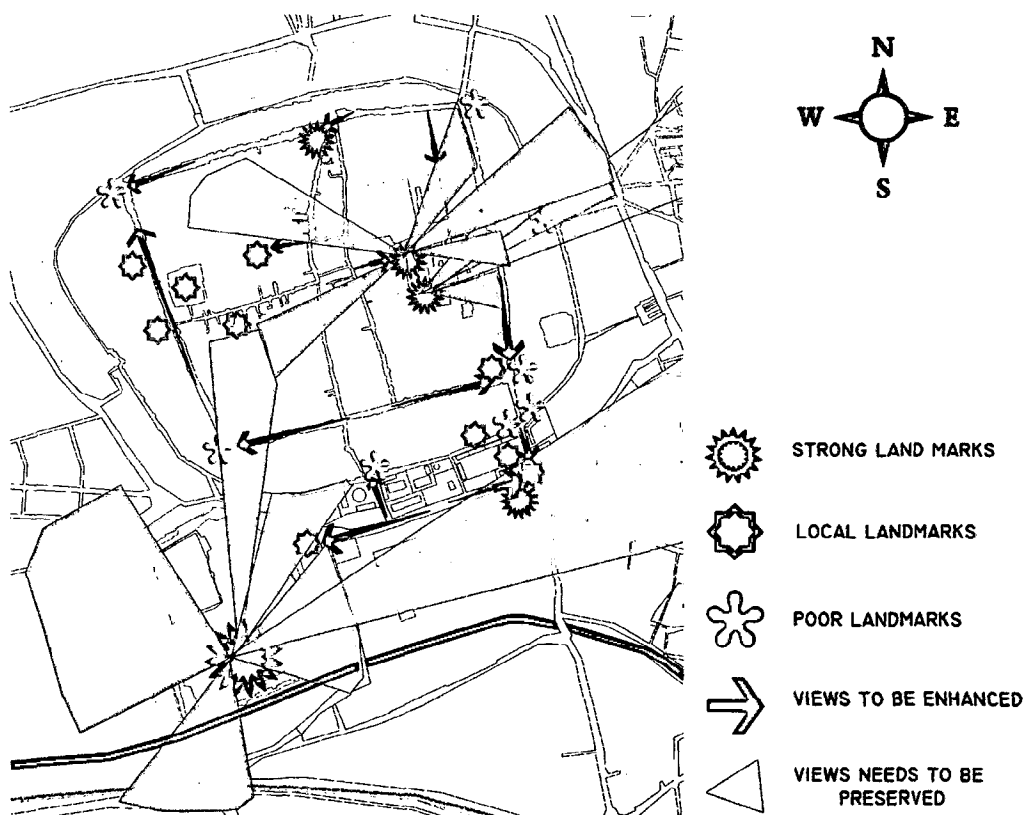 N
W E
S
STRONG LAND MARKS
LOCAL LANDMARKS
POOR LANDMARKS
VIEWS TO BE ENHANCED
VIEWS NEEDS TO BE
PRESERVED